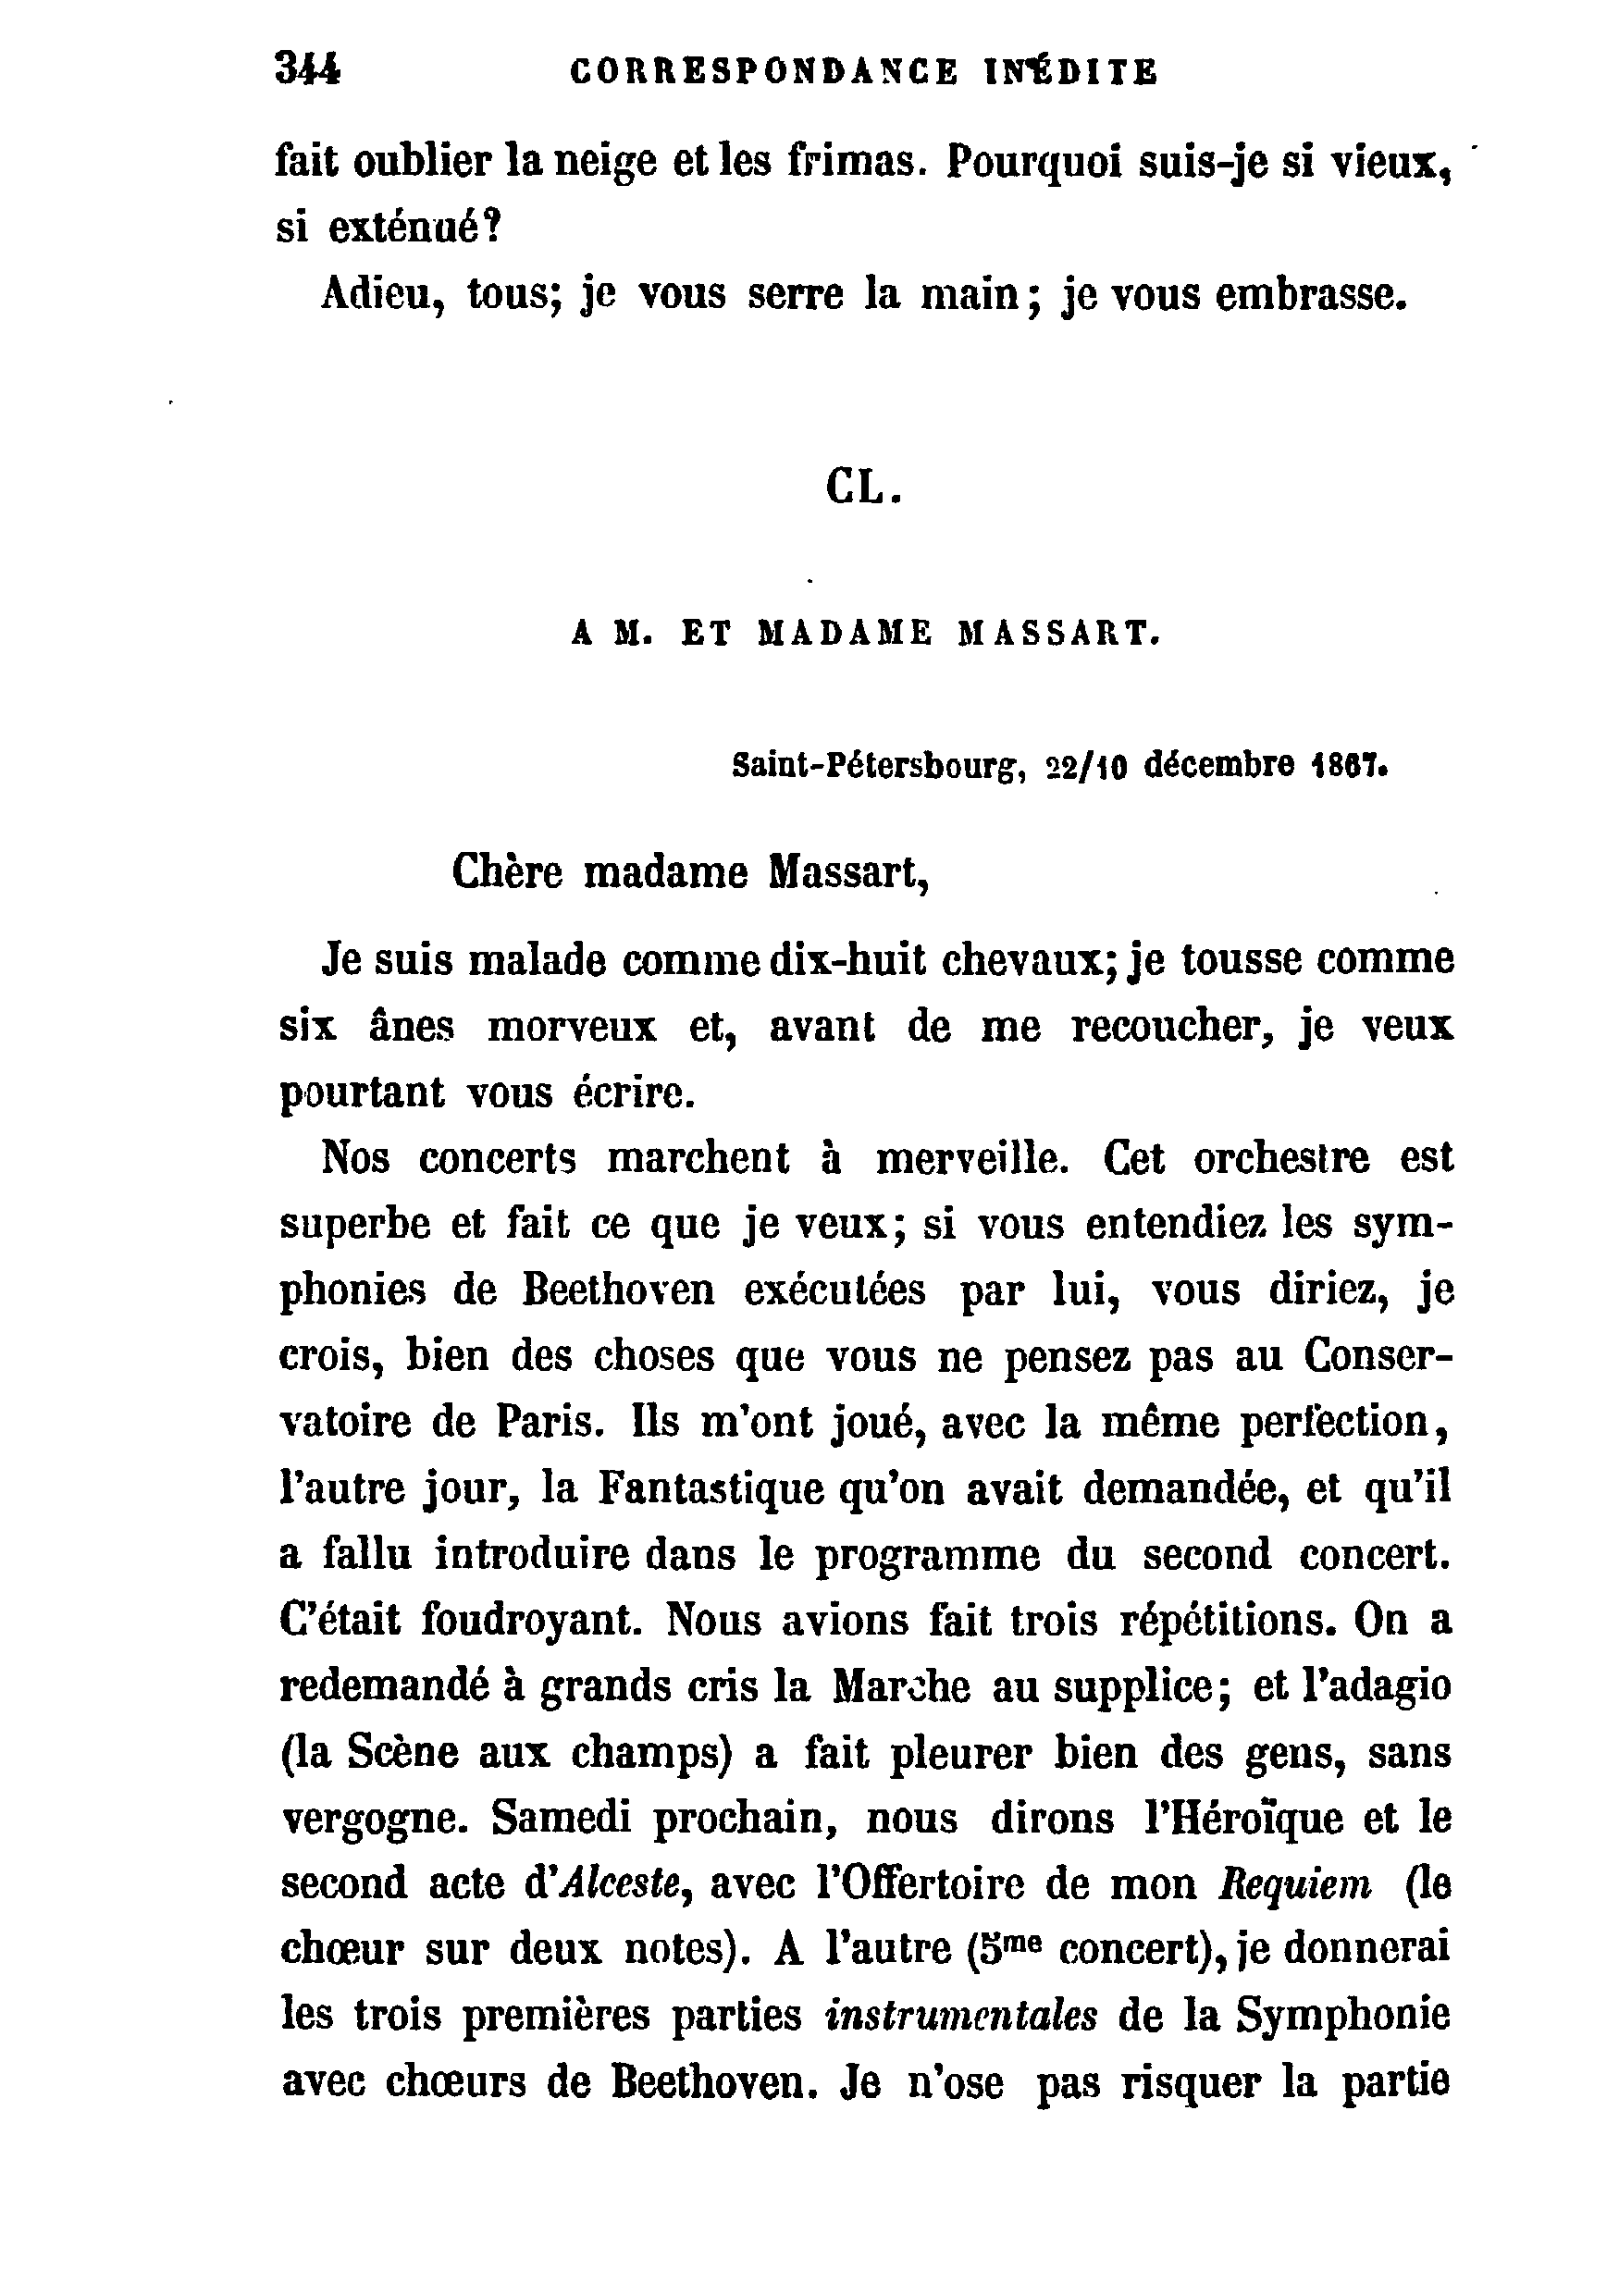 344 CORRESPONDANCE INÉDITE
fait oublier la neige et les frimas. Pourquoi suis-je si vieux,
si exténué?
Adieu, tous; je vous serre la main; je vous embrasse.
CL.
A M. ET MADAME MASSART.
Saint-Pétersbourg, 22/10 décembre 1867.
Chère madame Massart,
Je suis malade comme dix-huit chevaux; je tousse comme
six ânes morveux et, avant de me recoucher, je veux
pourtant vous écrire.
Nos concerts marchent à merveille. Cet orchestre est
superbe et fait ce que je veux; si vous entendiez les sym-
phonies de Beethoven exécutées par lui, vous diriez, je
crois, bien des choses que vous ne pensez pas au Conser-
vatoire de Paris. Ils m'ont joué, avec la même perfection,
l'autre jour, la Fantastique qu'on avait demandée, et qu'il
a fallu introduire dans le programme du second concert.
C'était foudroyant. Nous avions fait trois répétitions. On a
redemandé à grands cris la Marche au supplice; et l'adagio
(la Scène aux champs) a fait pleurer bien des gens, sans
vergogne. Samedi prochain, nous dirons l'Héroïque et le
second acte d'Alceste, avec l'Offertoire de mon Requiem (le
chœur sur deux notes). A l'autre (5me concert), je donnerai
les trois premières parties instrumentales de la Symphonie
avec chœurs de Beethoven. Je n'ose pas risquer la partie